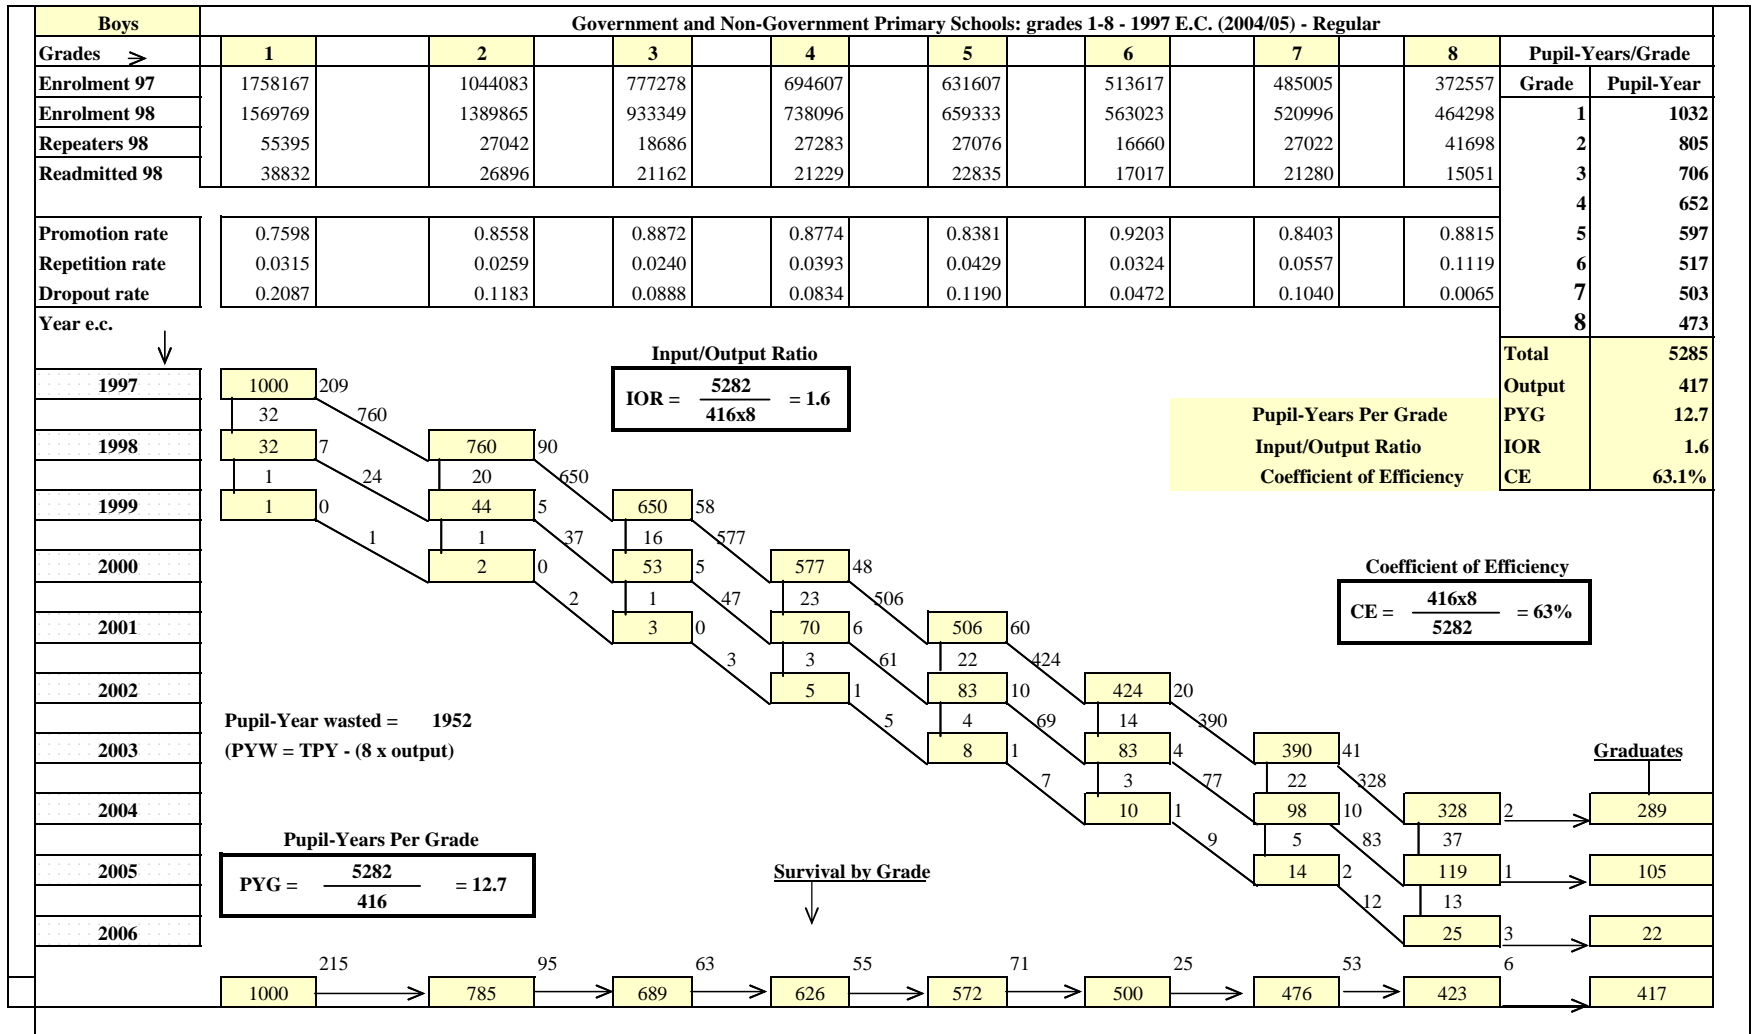 Boys Government and Non-Government Primary Schools: grades 1-8 - 1997 E.C. (2004/05) - Regular
Grades 1 2 3 4 5 6 7 8 Pupil-Years/Grade
Enrolment 97 1758167 1044083 777278 694607 631607 513617 485005 372557 Grade Pupil-Year
Enrolment 98 1569769 1389865 933349 738096 659333 563023 520996 464298 1 1032
Repeaters 98 55395 27042 18686 27283 27076 16660 27022 41698 2 805
Readmitted 98 38832 26896 21162 21229 22835 17017 21280 15051 3 706
4 652
Promotion rate 0.7598 0.8558 0.8872 0.8774 0.8381 0.9203 0.8403 0.8815 5 597
Repetition rate 0.0315 0.0259 0.0240 0.0393 0.0429 0.0324 0.0557 0.1119 6 517
Dropout rate 0.2087 0.1183 0.0888 0.0834 0.1190 0.0472 0.1040 0.0065 7 503
Year e.c. 8 473
Input/Output Ratio Total 5285
1997 1000 209 IOR = 5282 / 416x8 = 1.6 Output 417
32 760 Pupil-Years Per Grade PYG 12.7
1998 32 7 760 90 Input/Output Ratio IOR 1.6
1 24 20 650 Coefficient of Efficiency CE 63.1%
1999 1 0 44 5 650 58
1 1 37 16 577
2000 2 0 53 5 577 48 Coefficient of Efficiency
2 1 47 23 506 CE = 416x8 / 5282 = 63%
2001 3 0 70 6 506 60
3 3 61 22 424
2002 5 1 83 10 424 20
Pupil-Year wasted = 1952 5 4 69 14 390
2003 (PYW = TPY - (8 x output) 8 1 83 4 390 41 Graduates
7 3 77 22 328
2004 10 1 98 10 328 2 289
Pupil-Years Per Grade 9 5 83 37
2005 PYG = 5282 / 416 = 12.7 Survival by Grade 14 2 119 1 105
12 13
2006 25 3 22
215 95 63 55 71 25 53 6
1000 785 689 626 572 500 476 423 417